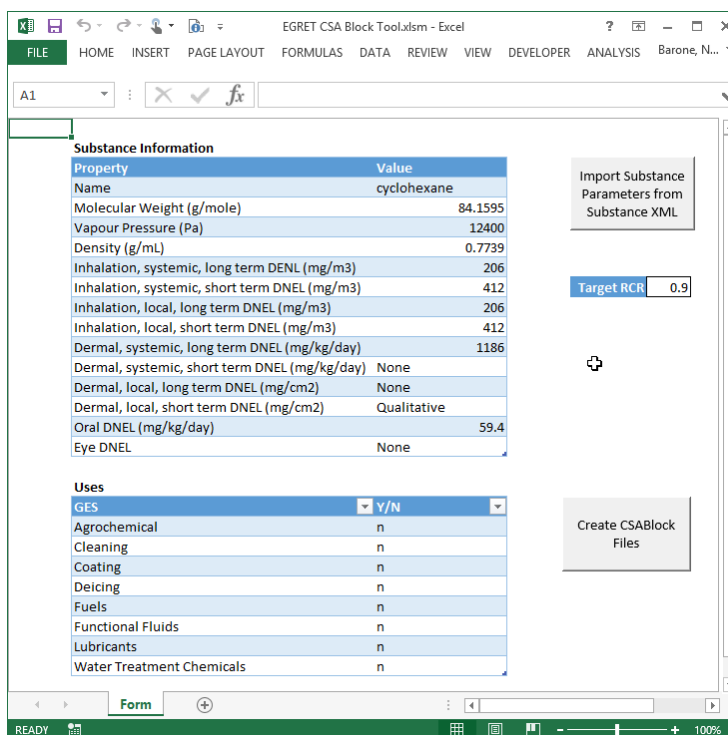 EGRET CSA Block Tool.xlsm - Excel
FILE HOME INSERT PAGE LAYOUT FORMULAS DATA REVIEW VIEW DEVELOPER ANALYSIS Barone, N...
A1 fx
Substance Information
Property Value
Name cyclohexane
Molecular Weight (g/mole) 84.1595
Vapour Pressure (Pa) 12400
Density (g/mL) 0.7739
Inhalation, systemic, long term DENL (mg/m3) 206
Inhalation, systemic, short term DNEL (mg/m3) 412
Inhalation, local, long term DNEL (mg/m3) 206
Inhalation, local, short term DNEL (mg/m3) 412
Dermal, systemic, long term DNEL (mg/kg/day) 1186
Dermal, systemic, short term DNEL (mg/kg/day) None
Dermal, local, long term DNEL (mg/cm2) None
Dermal, local, short term DNEL (mg/cm2) Qualitative
Oral DNEL (mg/kg/day) 59.4
Eye DNEL None
Import Substance
Parameters from
Substance XML
Target RCR 0.9
Uses
GES Y/N
Agrochemical n
Cleaning n
Coating n
Deicing n
Fuels n
Functional Fluids n
Lubricants n
Water Treatment Chemicals n
Create CSABlock
Files
Form
READY 100%